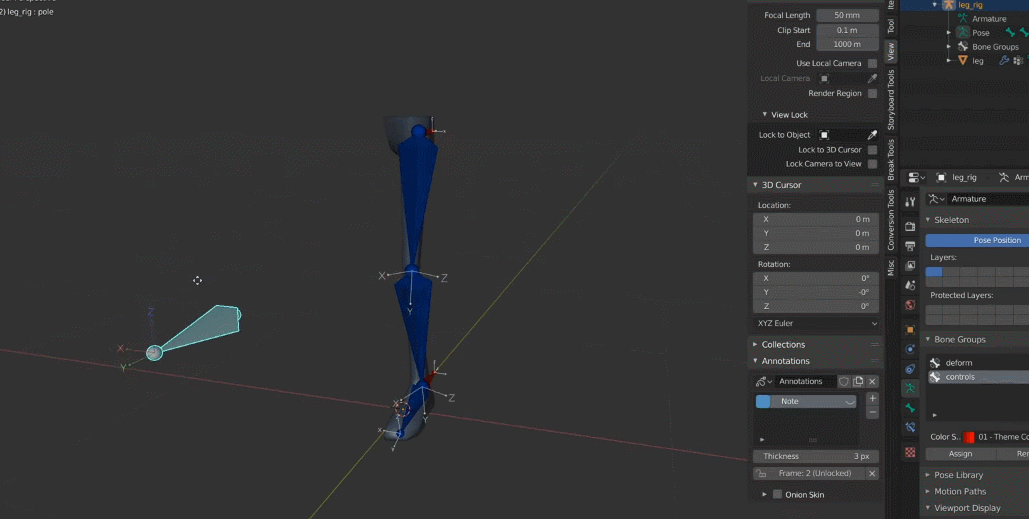 2) leg_rig : pole
Z
X
Y
X
Z
Y
Z
Y
X
Y
Focal Length 50 mm
Clip Start 0.1 m
End 1000 m
Use Local Camera
Local Camera
Render Region
View Lock
Lock to Object
Lock to 3D Cursor
Lock Camera to View
3D Cursor
Location:
X 0 m
Y 0 m
Z 0 m
Rotation:
X 0°
Y -0°
Z 0°
XYZ Euler
Collections
Annotations
Annotations
Note
Thickness 3 px
Frame: 2 (Unlocked)
Onion Skin
Ite
Tool
View
Storyboard Tools
Break Tools
Conversion Tools
Misc
leg_rig
Armature
Pose
Bone Groups
leg
leg_rig Arm
Armature
Skeleton
Pose Position
Layers:
Protected Layers:
Bone Groups
deform
controls
Color S.. 01 - Theme Co
Assign Re
Pose Library
Motion Paths
Viewport Display